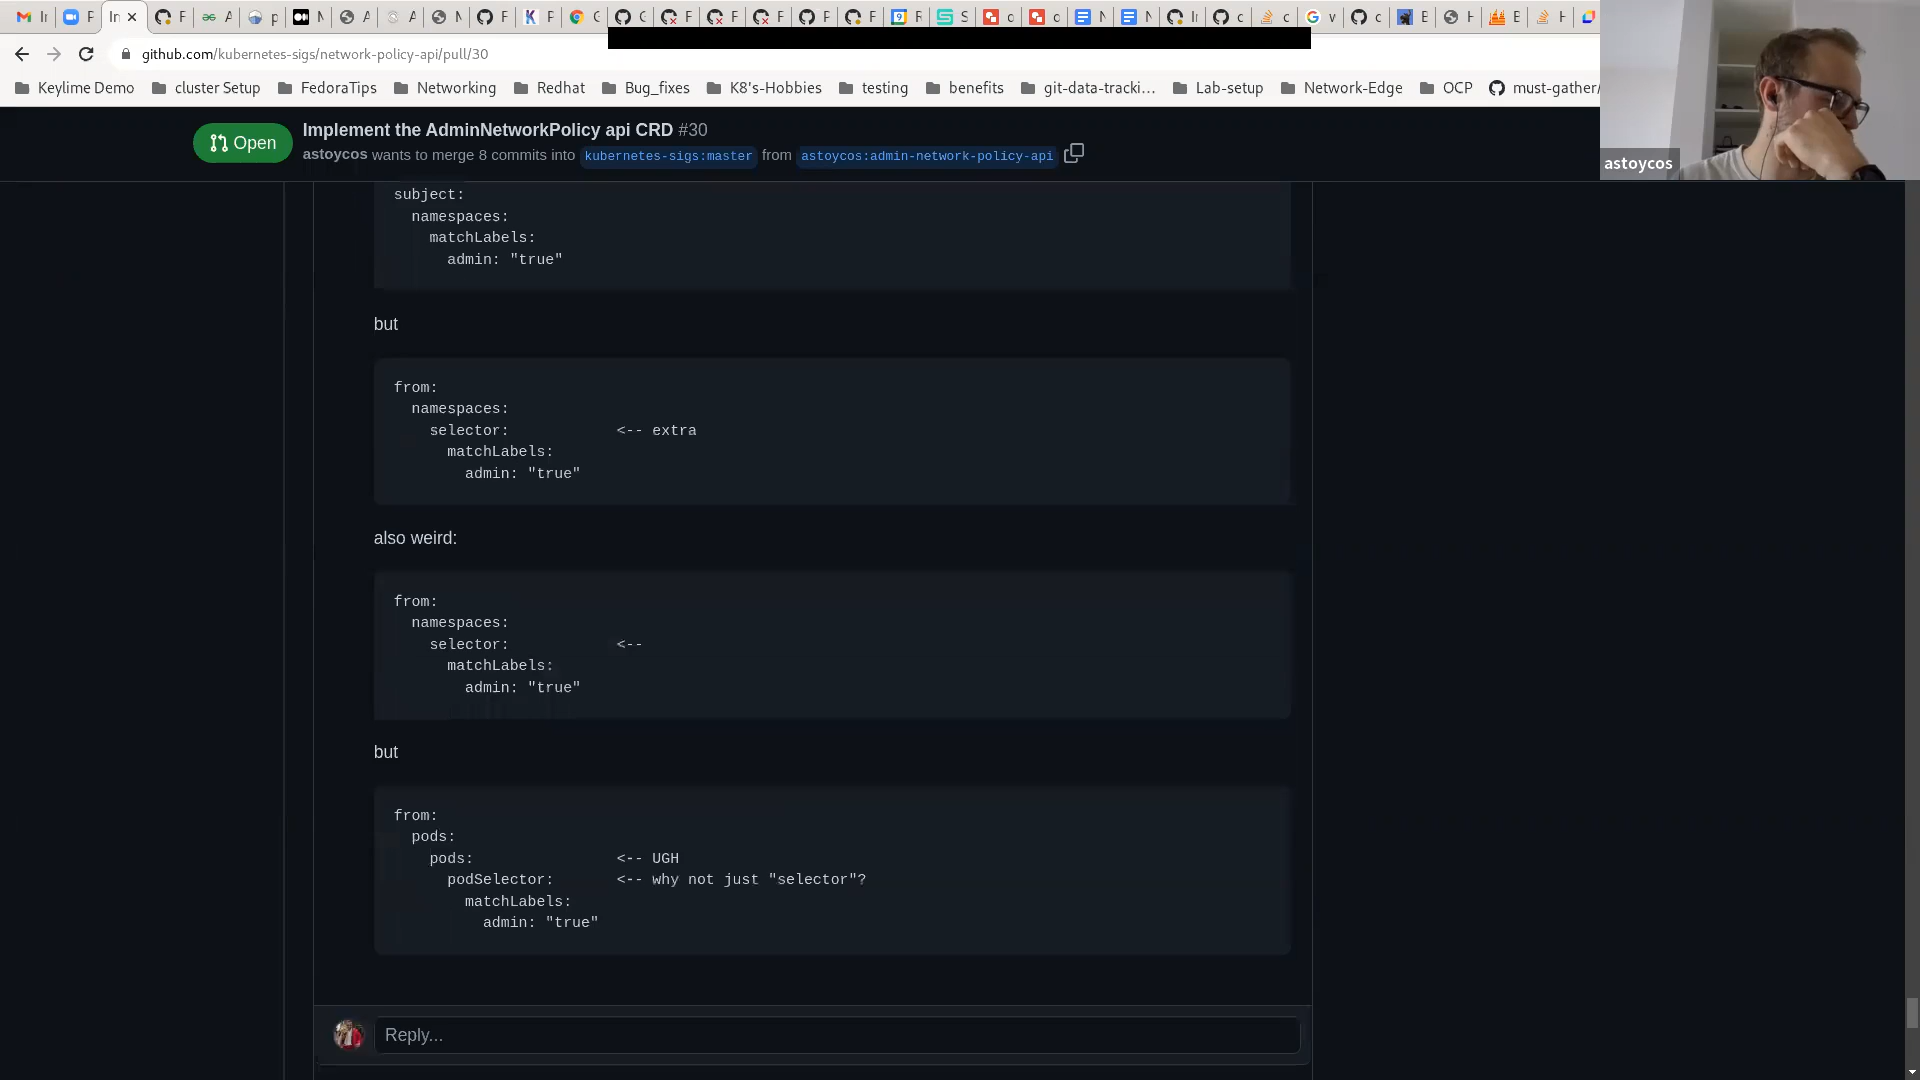 github.com/kubernetes-sigs/network-policy-api/pull/30
Keylime Demo
cluster Setup
FedoraTips
Networking
Redhat
Bug_fixes
K8's-Hobbies
testing
benefits
git-data-tracki...
Lab-setup
Network-Edge
OCP
must-gather/
Open
Implement the AdminNetworkPolicy api CRD #30
astoycos wants to merge 8 commits into kubernetes-sigs:master from astoycos:admin-network-policy-api
astoycos
subject:
namespaces:
matchLabels:
admin: "true"
but
from:
namespaces:
selector: <-- extra
matchLabels:
admin: "true"
also weird:
from:
namespaces:
selector: <--
matchLabels:
admin: "true"
but
from:
pods:
pods: <-- UGH
podSelector: <-- why not just "selector"?
matchLabels:
admin: "true"
Reply...